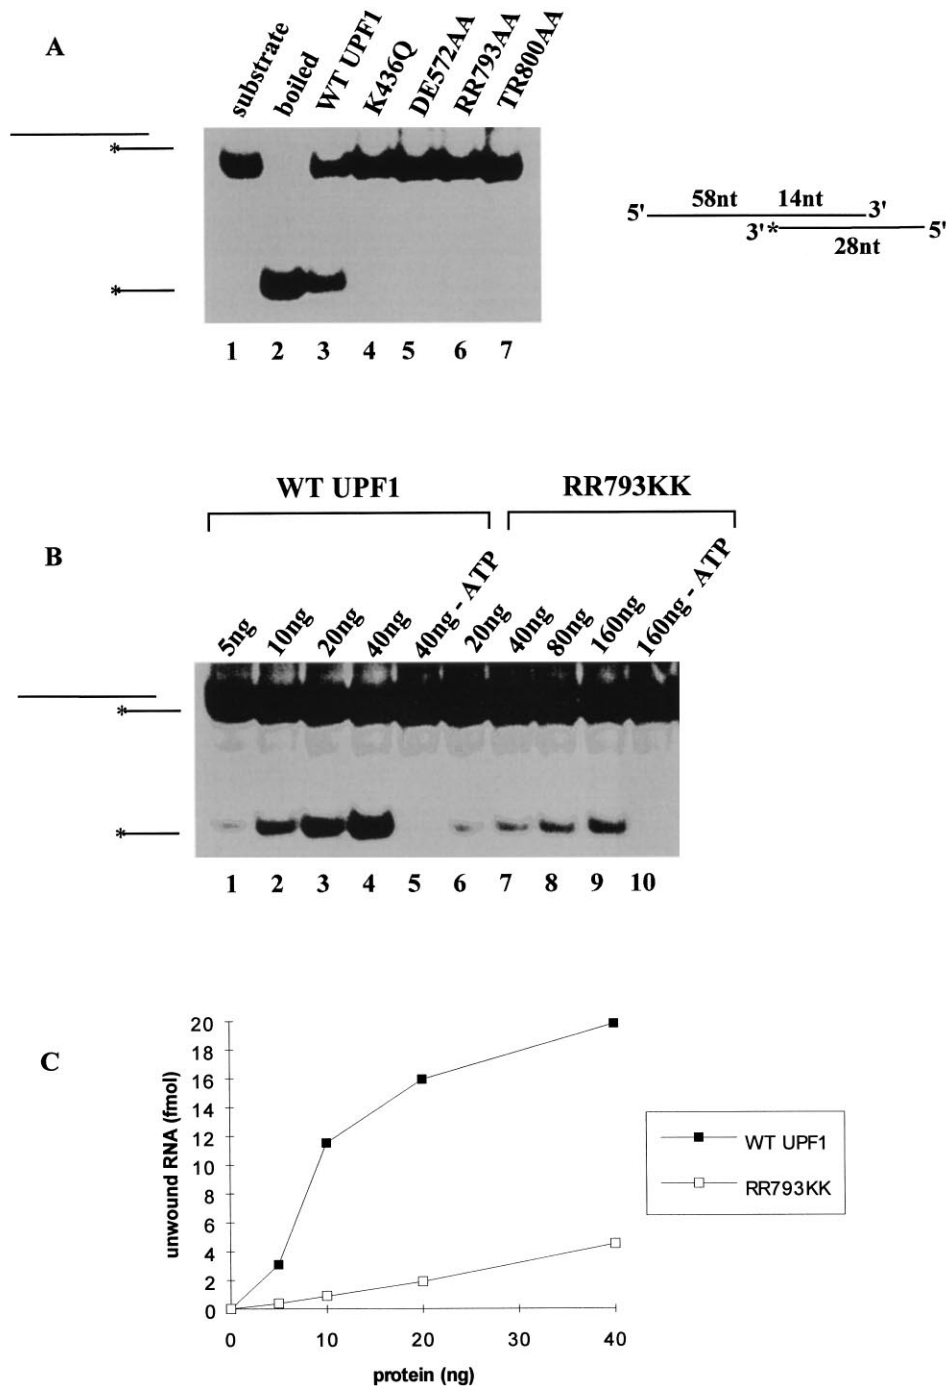 A
substrate
boiled
WT UPF1
K436Q
DE572AA
RR793AA
TR800AA
*
*
1 2 3 4 5 6 7
58nt 14nt
5' 3'
3'* 5'
28nt
WT UPF1 RR793KK
B
5ng
10ng
20ng
40ng
40ng - ATP
20ng
40ng
80ng
160ng
160ng - ATP
*
*
1 2 3 4 5 6 7 8 9 10
C
unwound RNA (fmol)
20
18
16
14
12
10
8
6
4
2
0
0 10 20 30 40
protein (ng)
WT UPF1
RR793KK